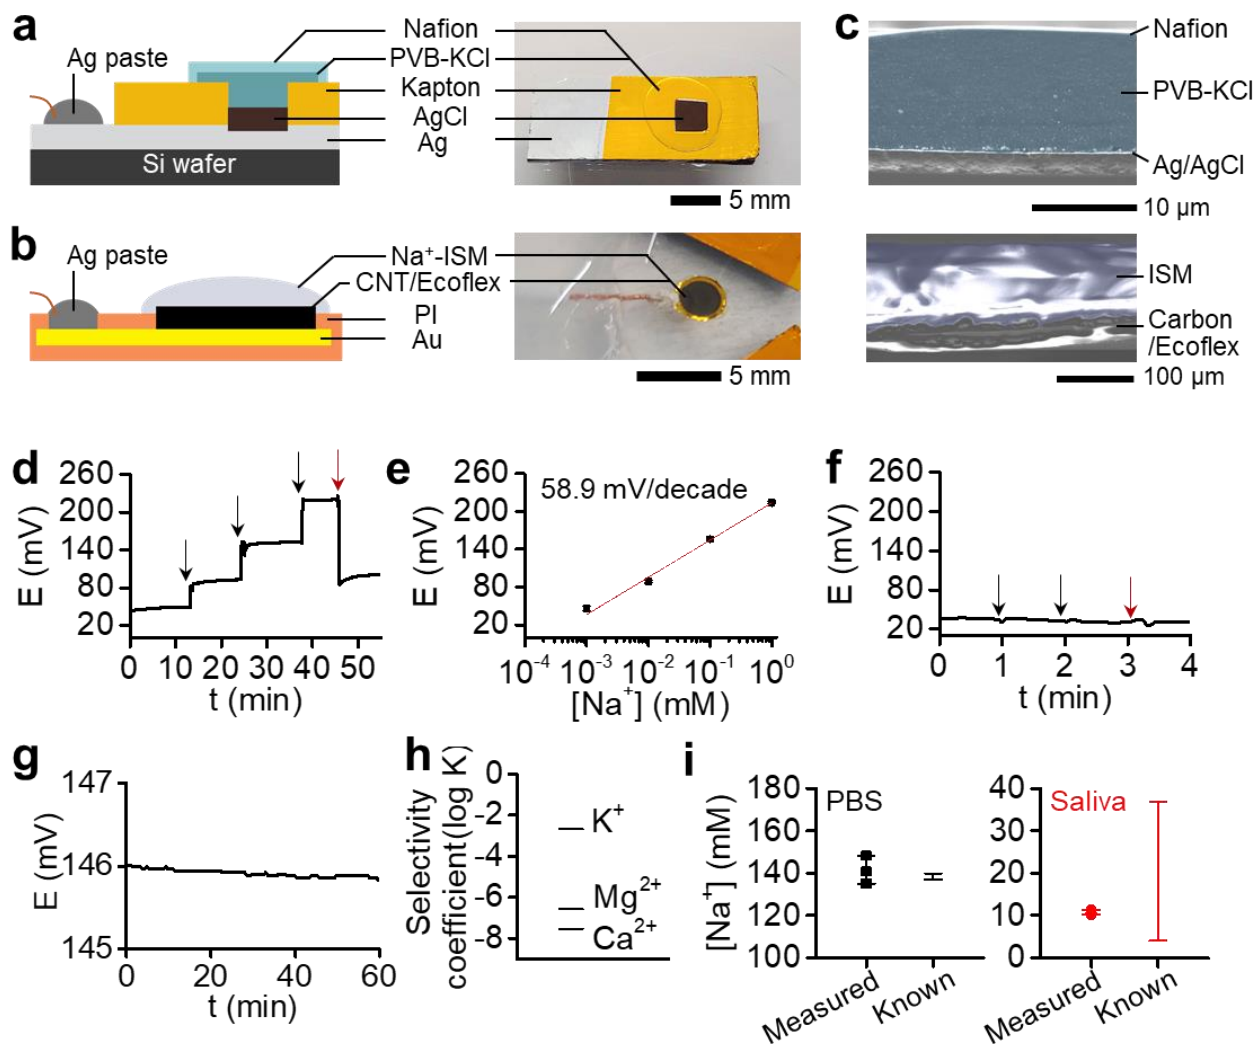 a
Ag paste
Nafion
PVB-KCl
Kapton
AgCl
Ag
Si wafer
5 mm
b
Ag paste
Na⁺-ISM
CNT/Ecoflex
PI
Au
5 mm
c
Nafion
PVB-KCl
Ag/AgCl
10 µm
ISM
Carbon
/Ecoflex
100 µm
d
260
200
140
80
20
E (mV)
0 10 20 30 40 50
t (min)
e
58.9 mV/decade
260
200
140
80
20
E (mV)
10⁻⁴ 10⁻³ 10⁻² 10⁻¹ 10⁰
[Na⁺] (mM)
f
260
200
140
80
20
E (mV)
0 1 2 3 4
t (min)
g
147
146
145
E (mV)
0 20 40 60
t (min)
h
Selectivity
coefficient(log K)
0
-2
-4
-6
-8
K⁺
Mg²⁺
Ca²⁺
i
[Na⁺] (mM)
180
160
140
120
100
PBS
Measured
Known
40
30
20
10
0
Saliva
Measured
Known